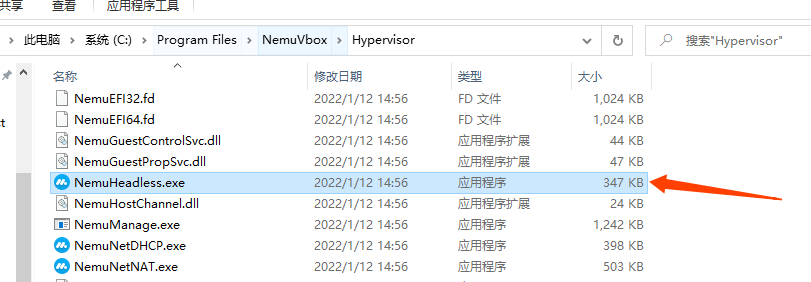 共享 查看 应用程序工具
此电脑 系统 (C:) Program Files NemuVbox Hypervisor 搜索"Hypervisor"
名称 修改日期 类型 大小
NemuEFI32.fd 2022/1/12 14:56 FD 文件 1,024 KB
NemuEFI64.fd 2022/1/12 14:56 FD 文件 1,024 KB
NemuGuestControlSvc.dll 2022/1/12 14:56 应用程序扩展 44 KB
NemuGuestPropSvc.dll 2022/1/12 14:56 应用程序扩展 47 KB
NemuHeadless.exe 2022/1/12 14:56 应用程序 347 KB
NemuHostChannel.dll 2022/1/12 14:56 应用程序扩展 24 KB
NemuManage.exe 2022/1/12 14:56 应用程序 1,242 KB
NemuNetDHCP.exe 2022/1/12 14:56 应用程序 398 KB
NemuNetNAT.exe 2022/1/12 14:56 应用程序 503 KB